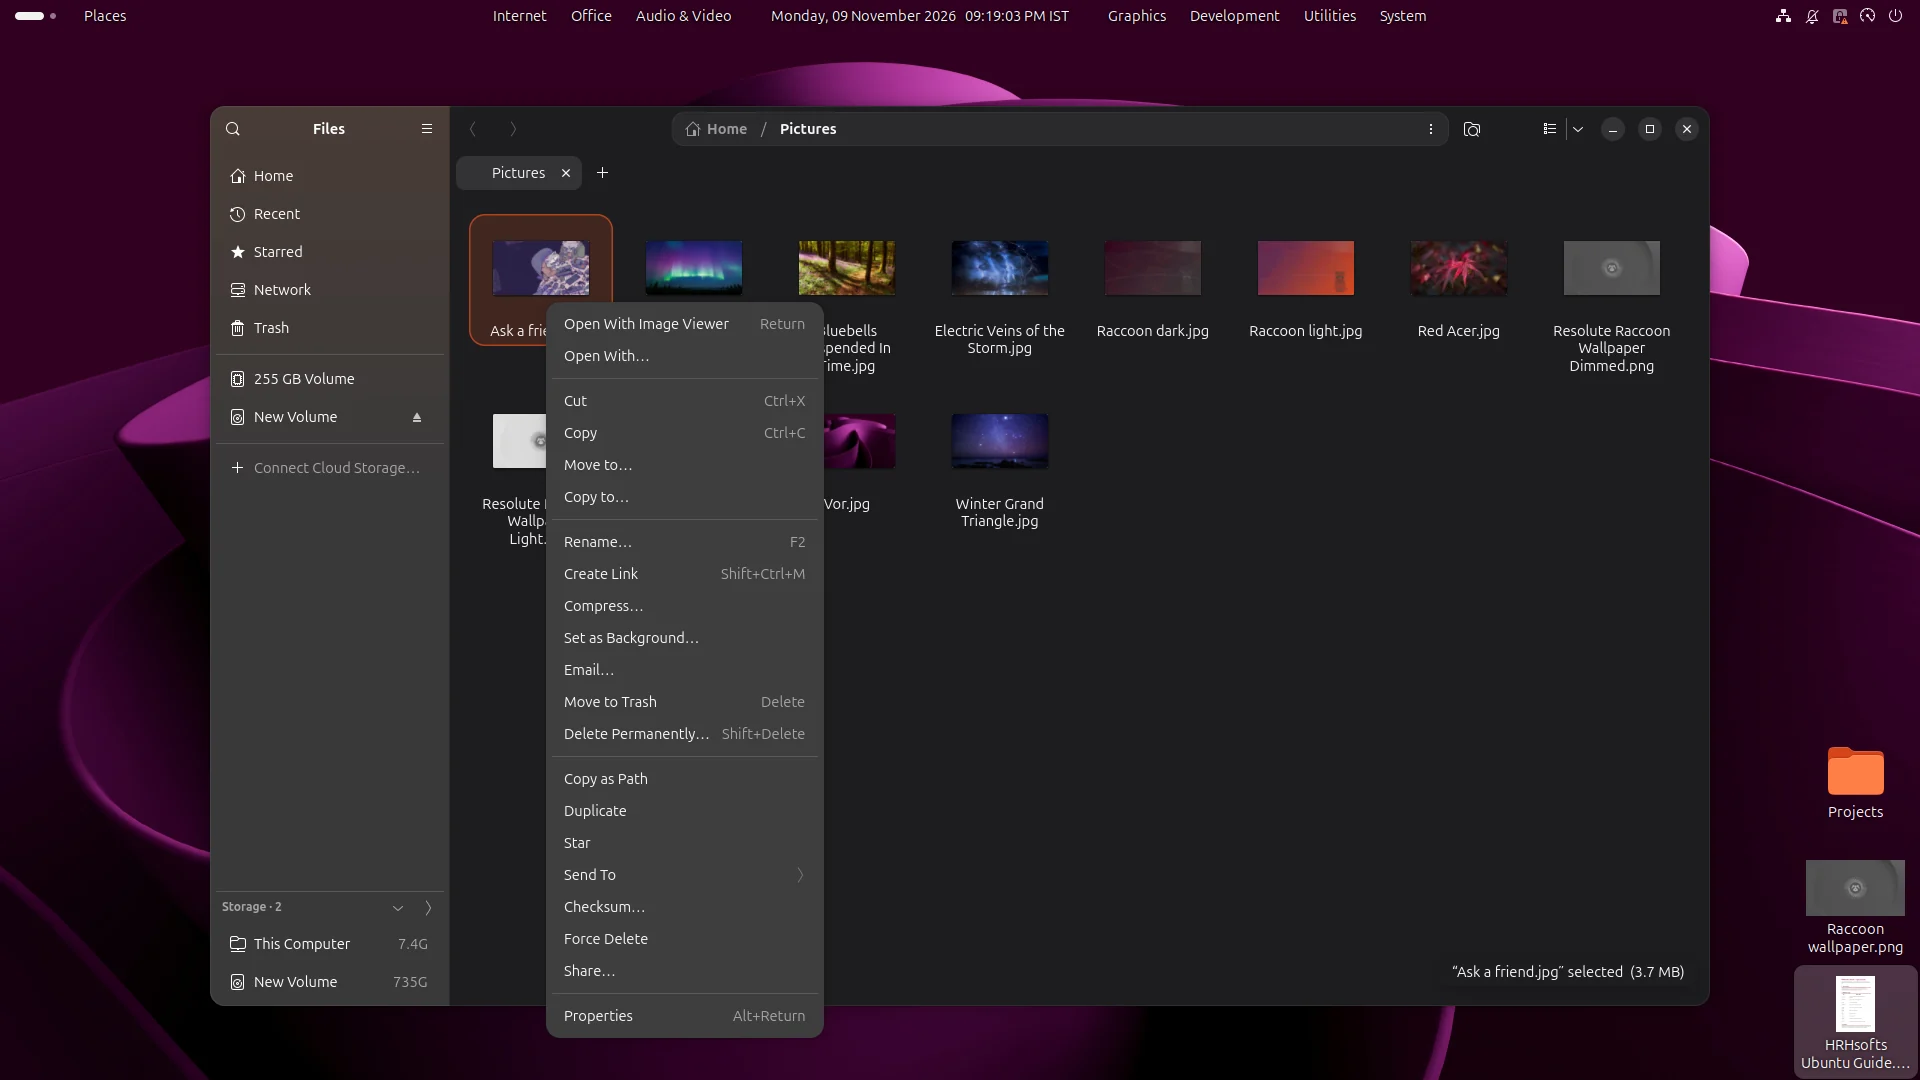 Places
Internet Office Audio & Video Monday, 09 November 2026 09:19:03 PM IST Graphics Development Utilities System
Files
Home / Pictures
Pictures
Home
Recent
Starred
Network
Trash
255 GB Volume
New Volume
Connect Cloud Storage…
Storage · 2
This Computer 7.4G
New Volume 735G
Ask a
Bluebells
Time.jpg
Electric Veins of the
Storm.jpg
Raccoon dark.jpg
Raccoon light.jpg
Red Acer.jpg
Resolute Raccoon
Wallpaper
Dimmed.png
Resolute
Light.
Vor.jpg
Winter Grand
Triangle.jpg
Open With Image Viewer Return
Open With…
Cut Ctrl+X
Copy Ctrl+C
Move to…
Copy to…
Rename… F2
Create Link Shift+Ctrl+M
Compress…
Set as Background…
Email…
Move to Trash Delete
Delete Permanently… Shift+Delete
Copy as Path
Duplicate
Star
Send To
Checksum…
Force Delete
Share…
Properties Alt+Return
“Ask a friend.jpg” selected (3.7 MB)
Projects
Raccoon
wallpaper.png
HRHsofts
Ubuntu Guide.…